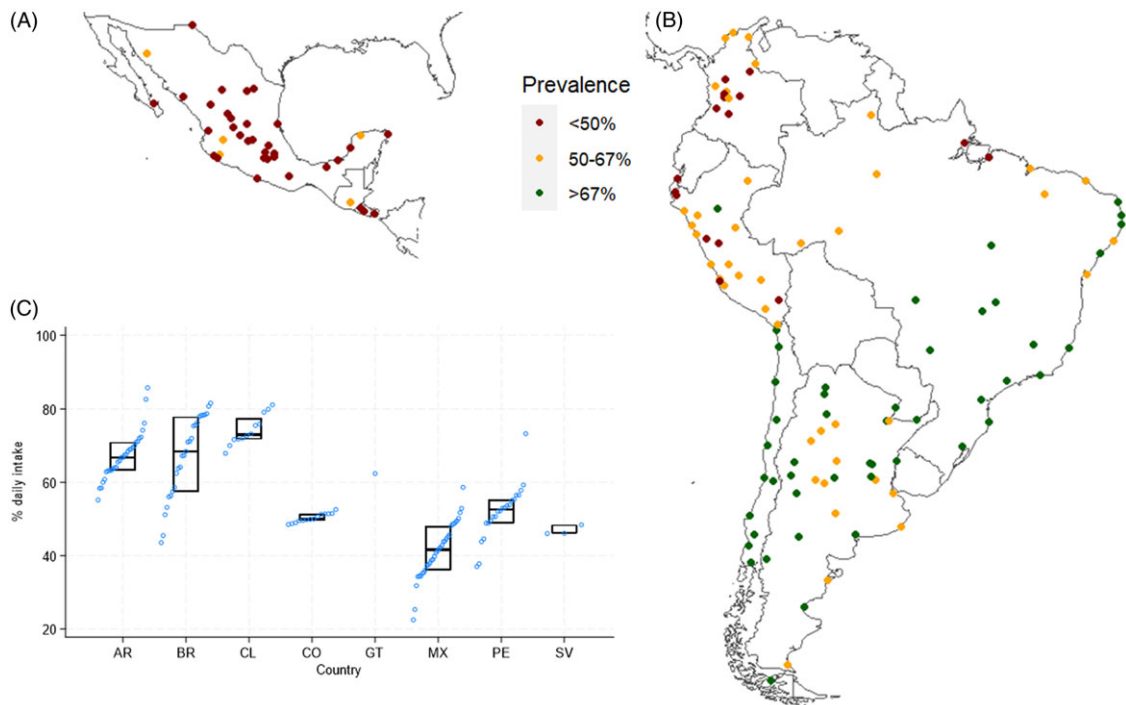 (A)
(B)
Prevalence
<50%
50-67%
>67%
(C)
100
80
60
40
20
% daily intake
AR BR CL CO GT MX PE SV
Country